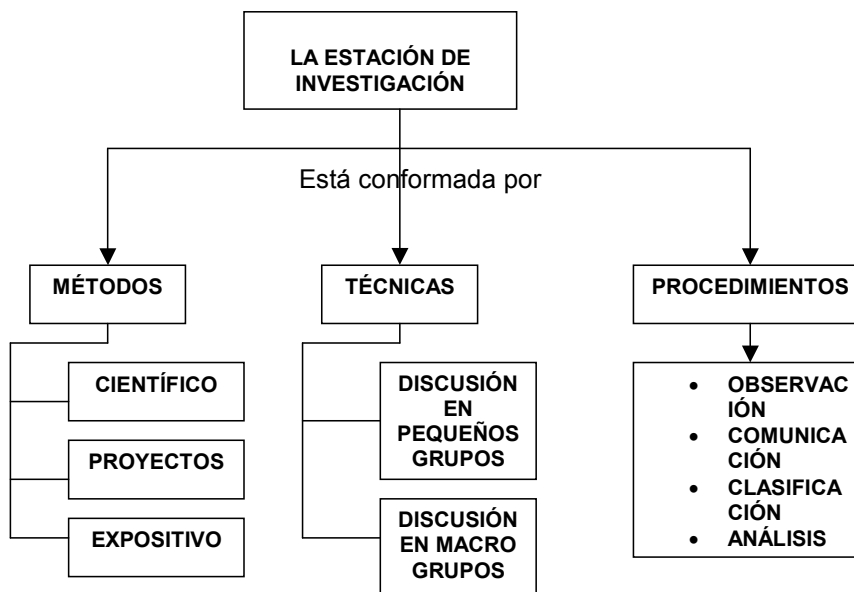 LA ESTACIÓN DE
INVESTIGACIÓN
Está conformada por
MÉTODOS
CIENTÍFICO
PROYECTOS
EXPOSITIVO
TÉCNICAS
DISCUSIÓN
EN
PEQUEÑOS
GRUPOS
DISCUSIÓN
EN MACRO
GRUPOS
PROCEDIMIENTOS
• OBSERVAC
IÓN
• COMUNICA
CIÓN
• CLASIFICA
CIÓN
• ANÁLISIS